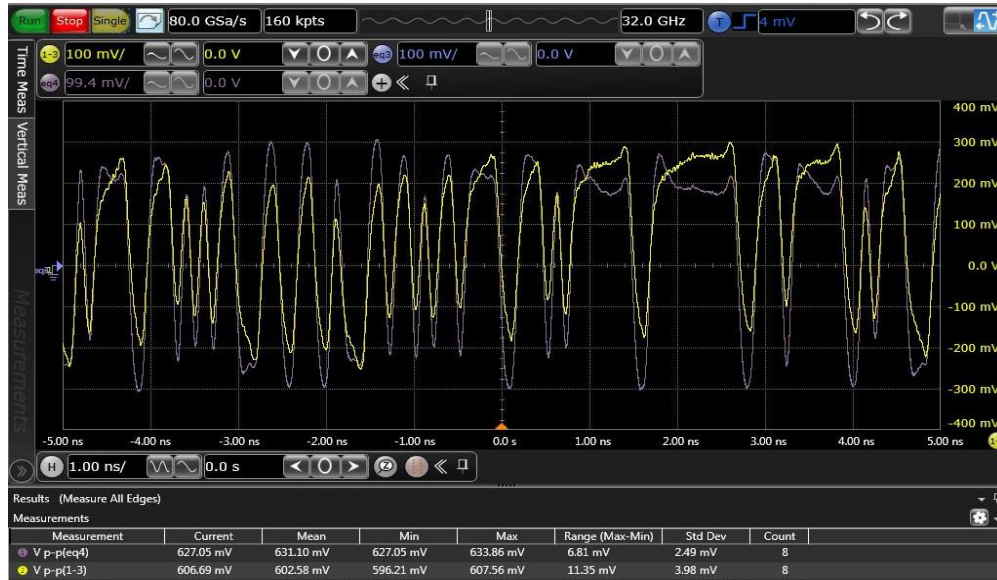 Run Stop Single 80.0 GSa/s 160 kpts 32.0 GHz T 4 mV
1-3 100 mV/ 0.0 V eq3 100 mV/ 0.0 V
eq4 99.4 mV/ 0.0 V
Time Meas
Vertical Meas
Measurements
400 mV
300 mV
200 mV
100 mV
0.0 V
-100 mV
-200 mV
-300 mV
-400 mV
-5.00 ns -4.00 ns -3.00 ns -2.00 ns -1.00 ns 0.0 s 1.00 ns 2.00 ns 3.00 ns 4.00 ns 5.00 ns
H 1.00 ns/ 0.0 s
Results (Measure All Edges)
Measurements
Measurement Current Mean Min Max Range (Max-Min) Std Dev Count
V p-p(eq4) 627.05 mV 631.10 mV 627.05 mV 633.86 mV 6.81 mV 2.49 mV 8
V p-p(1-3) 606.69 mV 602.58 mV 596.21 mV 607.56 mV 11.35 mV 3.98 mV 8